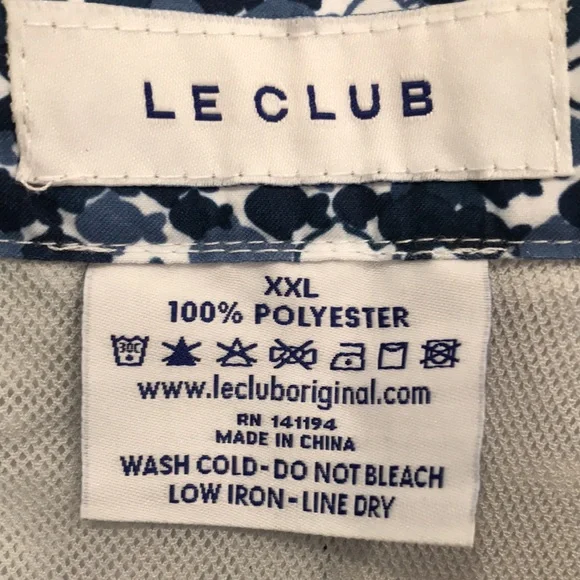 LE CLUB
XXL
100% POLYESTER
30C
www.lecluboriginal.com
RN 141194
MADE IN CHINA
WASH COLD-DO NOT BLEACH
LOW IRON-LINE DRY